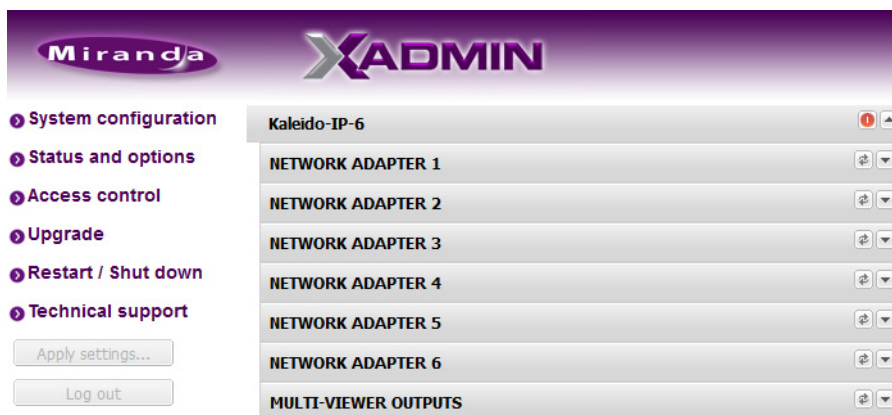 Miranda
XADMIN
System configuration
Status and options
Access control
Upgrade
Restart / Shut down
Technical support
Apply settings...
Log out
Kaleido-IP-6
NETWORK ADAPTER 1
NETWORK ADAPTER 2
NETWORK ADAPTER 3
NETWORK ADAPTER 4
NETWORK ADAPTER 5
NETWORK ADAPTER 6
MULTI-VIEWER OUTPUTS